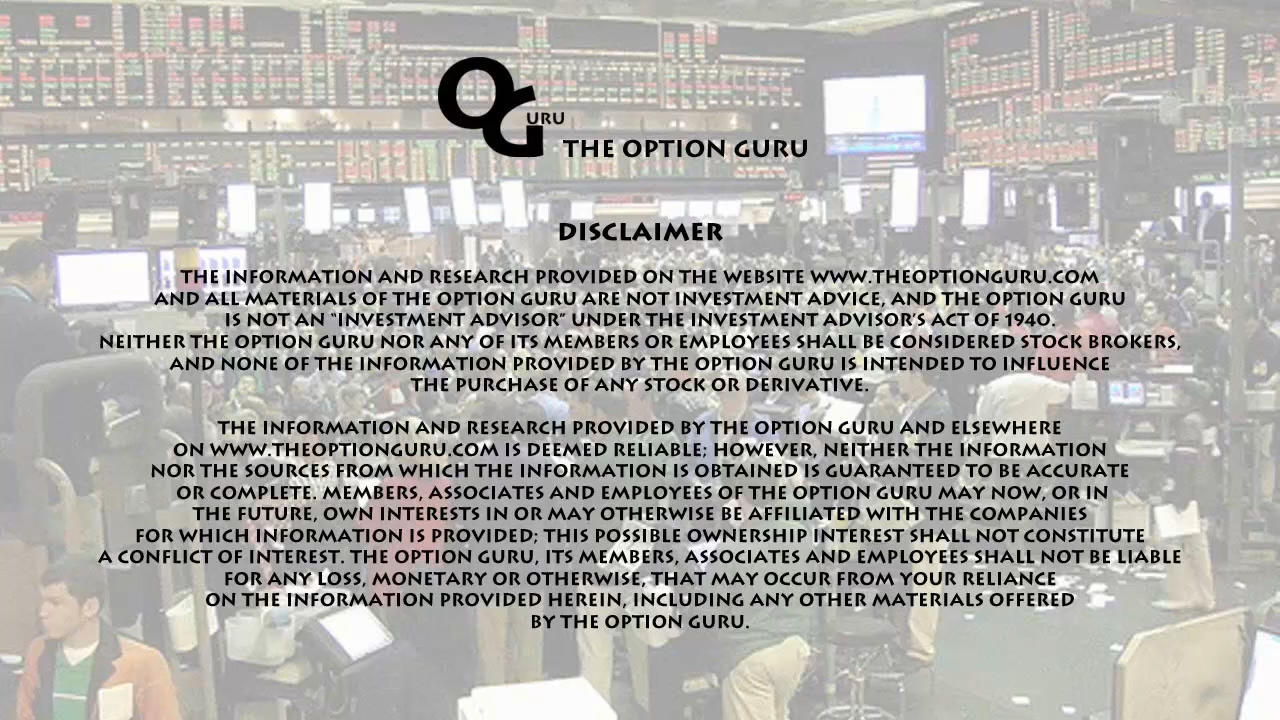 OG URU
THE OPTION GURU
DISCLAIMER
THE INFORMATION AND RESEARCH PROVIDED ON THE WEBSITE WWW.THEOPTIONGURU.COM
AND ALL MATERIALS OF THE OPTION GURU ARE NOT INVESTMENT ADVICE, AND THE OPTION GURU
IS NOT AN “INVESTMENT ADVISOR” UNDER THE INVESTMENT ADVISOR’S ACT OF 1940.
NEITHER THE OPTION GURU NOR ANY OF ITS MEMBERS OR EMPLOYEES SHALL BE CONSIDERED STOCK BROKERS,
AND NONE OF THE INFORMATION PROVIDED BY THE OPTION GURU IS INTENDED TO INFLUENCE
THE PURCHASE OF ANY STOCK OR DERIVATIVE.
THE INFORMATION AND RESEARCH PROVIDED BY THE OPTION GURU AND ELSEWHERE
ON WWW.THEOPTIONGURU.COM IS DEEMED RELIABLE; HOWEVER, NEITHER THE INFORMATION
NOR THE SOURCES FROM WHICH THE INFORMATION IS OBTAINED IS GUARANTEED TO BE ACCURATE
OR COMPLETE. MEMBERS, ASSOCIATES AND EMPLOYEES OF THE OPTION GURU MAY NOW, OR IN
THE FUTURE, OWN INTERESTS IN OR MAY OTHERWISE BE AFFILIATED WITH THE COMPANIES
FOR WHICH INFORMATION IS PROVIDED; THIS POSSIBLE OWNERSHIP INTEREST SHALL NOT CONSTITUTE
A CONFLICT OF INTEREST. THE OPTION GURU, ITS MEMBERS, ASSOCIATES AND EMPLOYEES SHALL NOT BE LIABLE
FOR ANY LOSS, MONETARY OR OTHERWISE, THAT MAY OCCUR FROM YOUR RELIANCE
ON THE INFORMATION PROVIDED HEREIN, INCLUDING ANY OTHER MATERIALS OFFERED
BY THE OPTION GURU.